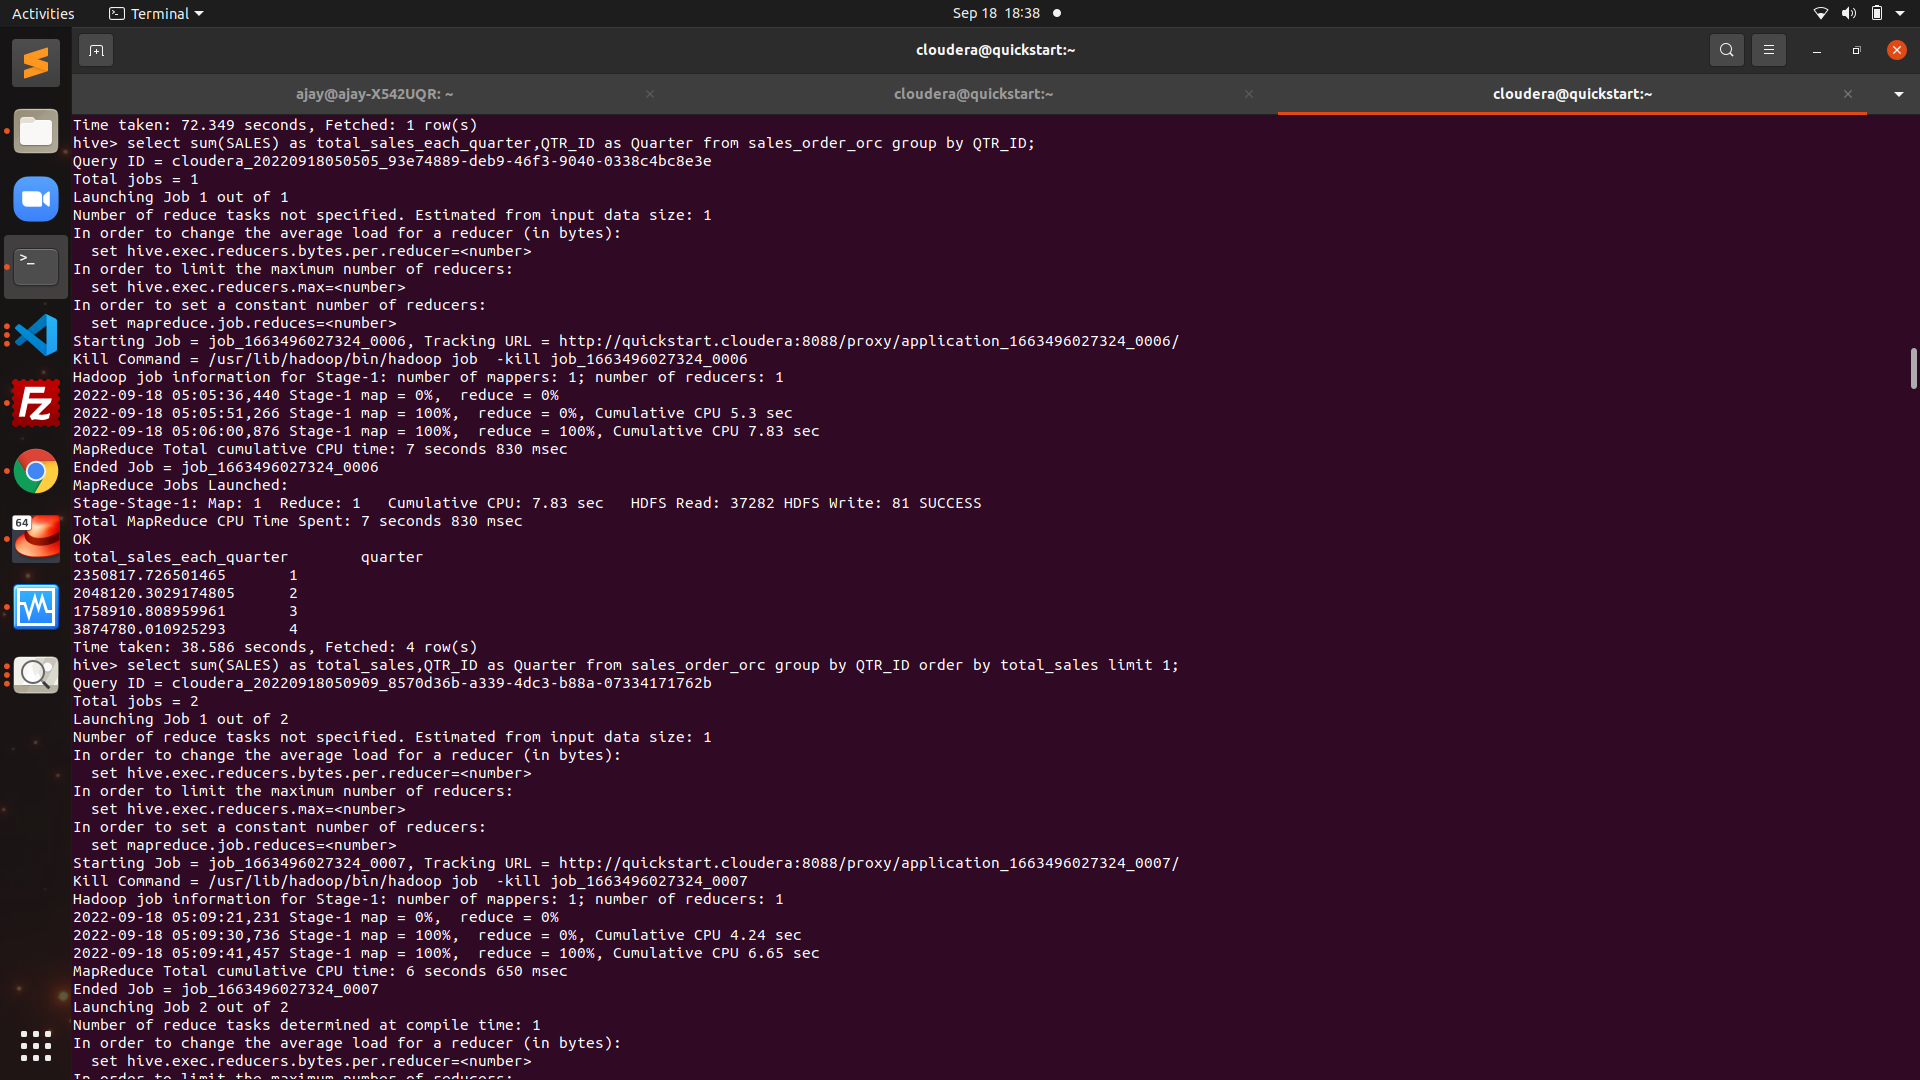 Activities
Terminal
Sep 18 18:38
cloudera@quickstart:~
ajay@ajay-X542UQR: ~
cloudera@quickstart:~
cloudera@quickstart:~
Time taken: 72.349 seconds, Fetched: 1 row(s)
hive> select sum(SALES) as total_sales_each_quarter,QTR_ID as Quarter from sales_order_orc group by QTR_ID;
Query ID = cloudera_20220918050505_93e74889-deb9-46f3-9040-0338c4bc8e3e
Total jobs = 1
Launching Job 1 out of 1
Number of reduce tasks not specified. Estimated from input data size: 1
In order to change the average load for a reducer (in bytes):
  set hive.exec.reducers.bytes.per.reducer=<number>
In order to limit the maximum number of reducers:
  set hive.exec.reducers.max=<number>
In order to set a constant number of reducers:
  set mapreduce.job.reduces=<number>
Starting Job = job_1663496027324_0006, Tracking URL = http://quickstart.cloudera:8088/proxy/application_1663496027324_0006/
Kill Command = /usr/lib/hadoop/bin/hadoop job  -kill job_1663496027324_0006
Hadoop job information for Stage-1: number of mappers: 1; number of reducers: 1
2022-09-18 05:05:36,440 Stage-1 map = 0%,  reduce = 0%
2022-09-18 05:05:51,266 Stage-1 map = 100%,  reduce = 0%, Cumulative CPU 5.3 sec
2022-09-18 05:06:00,876 Stage-1 map = 100%,  reduce = 100%, Cumulative CPU 7.83 sec
MapReduce Total cumulative CPU time: 7 seconds 830 msec
Ended Job = job_1663496027324_0006
MapReduce Jobs Launched:
Stage-Stage-1: Map: 1  Reduce: 1   Cumulative CPU: 7.83 sec   HDFS Read: 37282 HDFS Write: 81 SUCCESS
Total MapReduce CPU Time Spent: 7 seconds 830 msec
OK
total_sales_each_quarter        quarter
2350817.726501465       1
2048120.3029174805      2
1758910.808959961       3
3874780.010925293       4
Time taken: 38.586 seconds, Fetched: 4 row(s)
hive> select sum(SALES) as total_sales,QTR_ID as Quarter from sales_order_orc group by QTR_ID order by total_sales limit 1;
Query ID = cloudera_20220918050909_8570d36b-a339-4dc3-b88a-07334171762b
Total jobs = 2
Launching Job 1 out of 2
Number of reduce tasks not specified. Estimated from input data size: 1
In order to change the average load for a reducer (in bytes):
  set hive.exec.reducers.bytes.per.reducer=<number>
In order to limit the maximum number of reducers:
  set hive.exec.reducers.max=<number>
In order to set a constant number of reducers:
  set mapreduce.job.reduces=<number>
Starting Job = job_1663496027324_0007, Tracking URL = http://quickstart.cloudera:8088/proxy/application_1663496027324_0007/
Kill Command = /usr/lib/hadoop/bin/hadoop job  -kill job_1663496027324_0007
Hadoop job information for Stage-1: number of mappers: 1; number of reducers: 1
2022-09-18 05:09:21,231 Stage-1 map = 0%,  reduce = 0%
2022-09-18 05:09:30,736 Stage-1 map = 100%,  reduce = 0%, Cumulative CPU 4.24 sec
2022-09-18 05:09:41,457 Stage-1 map = 100%,  reduce = 100%, Cumulative CPU 6.65 sec
MapReduce Total cumulative CPU time: 6 seconds 650 msec
Ended Job = job_1663496027324_0007
Launching Job 2 out of 2
Number of reduce tasks determined at compile time: 1
In order to change the average load for a reducer (in bytes):
  set hive.exec.reducers.bytes.per.reducer=<number>
In order to limit the maximum number of reducers:
64